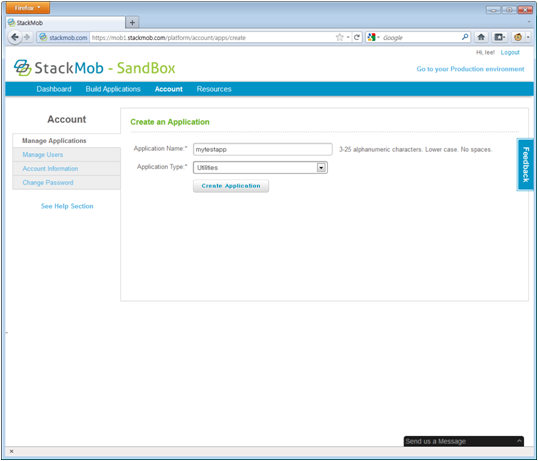 Firefox
StackMob
stackmob.com https://mob1.stackmob.com/platform/account/apps/create
Google
Hi, lee! Logout
StackMob - SandBox
Go to your Production environment
Dashboard Build Applications Account Resources
Account
Manage Applications
Manage Users
Account Information
Change Password
See Help Section
Create an Application
Application Name:* mytestapp 3-25 alphanumeric characters. Lower case. No spaces.
Application Type:* Utilities
Create Application
Feedback
Send us a Message